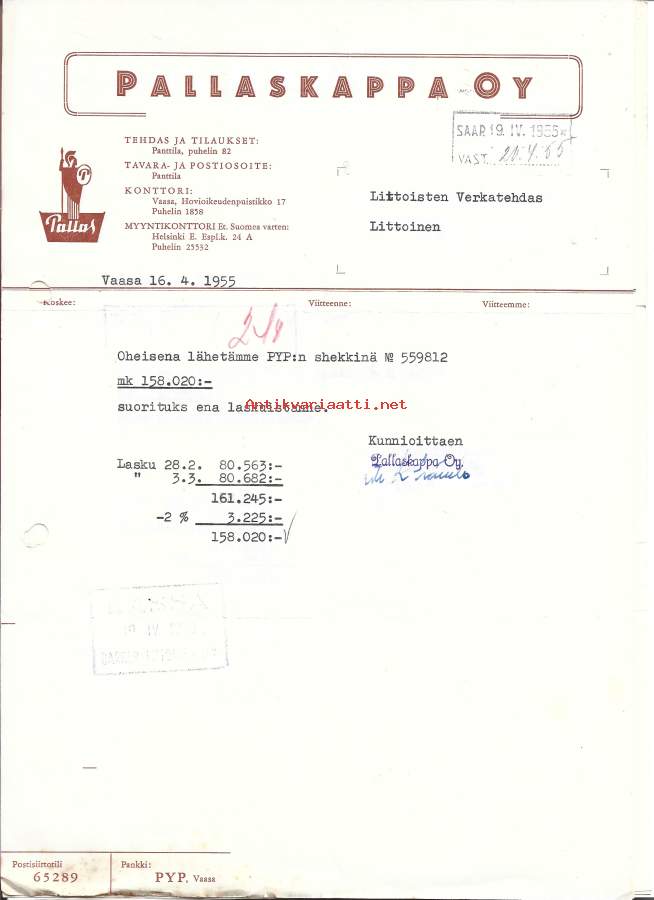 PALLASKAPPA OY
SAAP. 19. IV. 1955
VAST. 20.4.55
TEHDAS JA TILAUKSET:
Panttila, puhelin 82
TAVARA- JA POSTIOSOITE:
Panttila
KONTTORI:
Vaasa, Hovioikeudenpuistikko 17
Puhelin 1858
MYYNTIKONTTORI Et. Suomea varten:
Helsinki E. Espl.k. 24 A
Puhelin 25532
P
Pallas
Littoisten Verkatehdas
Littoinen
Vaasa 16. 4. 1955
Koskee:
Viitteenne:
Viitteemme:
Oheisena lähetämme PYP:n shekkinä № 559812
mk 158.020:-
suorituks ena laskuistanne.
Antikvariaatti.net
Kunnioittaen
Pallaskappa Oy.
Lasku 28.2. 80.563:-
" 3.3. 80.682:-
161.245:-
-2 % 3.225:-
158.020:-
Postisiirtotili
65289
Pankki:
PYP, Vaasa